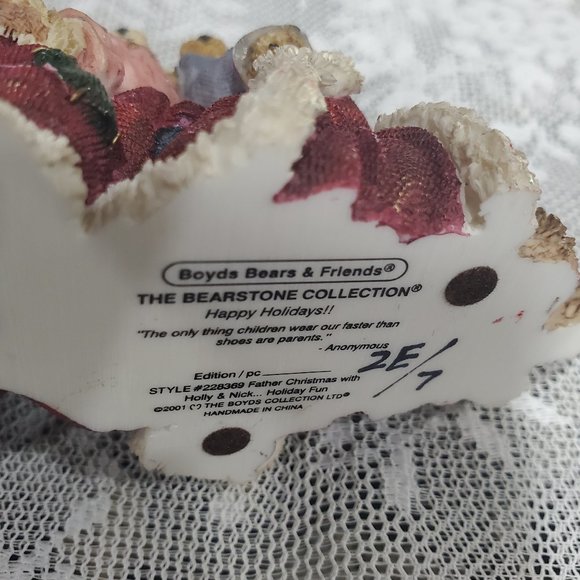 Boyds Bears & Friends®
THE BEARSTONE COLLECTION®
Happy Holidays!!
"The only thing children wear our faster than
shoes are parents."
- Anonymous
Edition / pc ________ 2E/7
STYLE #228369 Father Christmas with
Holly & Nick... Holiday Fun
©2001 ♡ THE BOYDS COLLECTION LTD®
HANDMADE IN CHINA